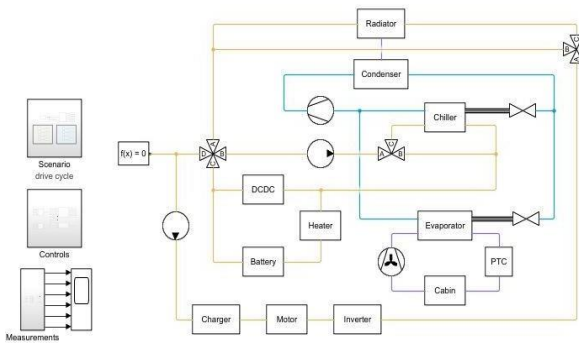 Radiator
C
B
A
Condenser
Chiller
C
A B
f(x) = 0
A
D B
C
Scenario
drive cycle
DCDC
Heater
Evaporator
Controls
Battery
PTC
Cabin
Charger Motor Inverter
Measurements